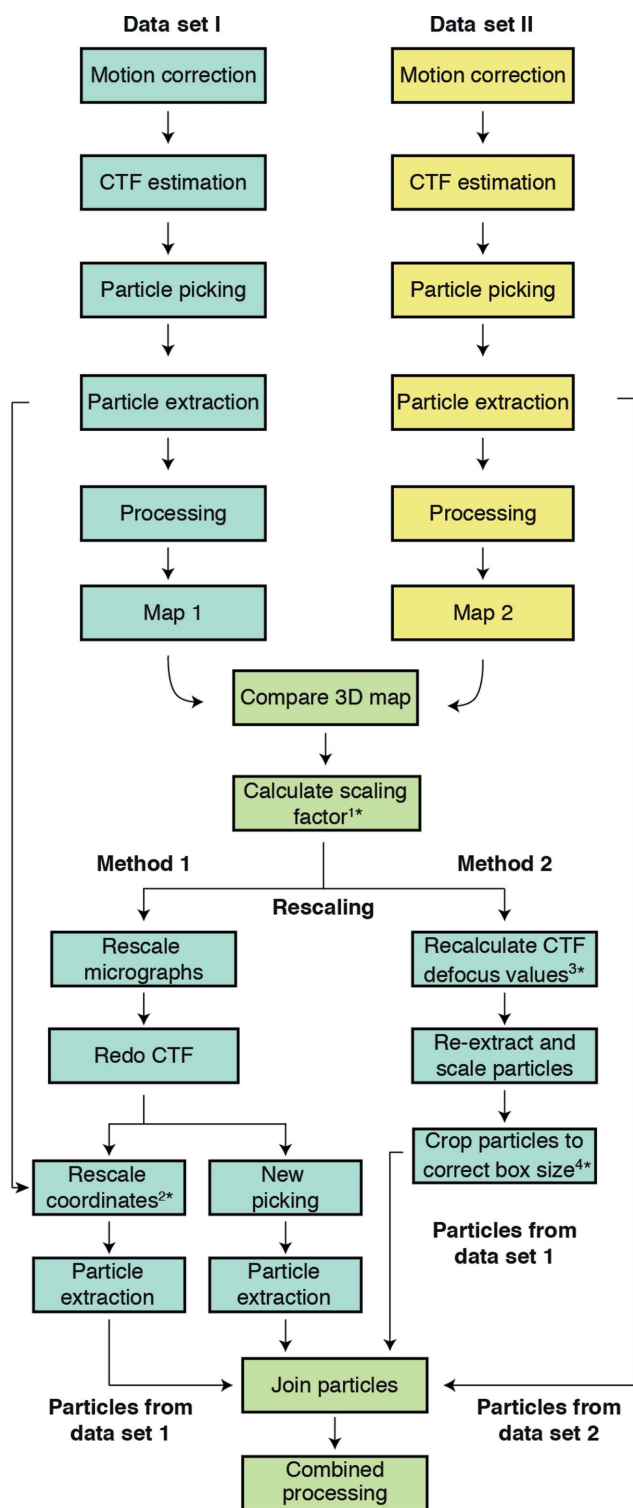 Data set I
Data set II
Motion correction
Motion correction
CTF estimation
CTF estimation
Particle picking
Particle picking
Particle extraction
Particle extraction
Processing
Processing
Map 1
Map 2
Compare 3D map
Calculate scaling
factor¹*
Method 1
Method 2
Rescaling
Rescale
micrographs
Redo CTF
Recalculate CTF
defocus values³*
Re-extract and
scale particles
Crop particles to
correct box size⁴*
Rescale
coordinates²*
New
picking
Particle
extraction
Particle
extraction
Particles from
data set 1
Join particles
Particles from
data set 1
Particles from
data set 2
Combined
processing